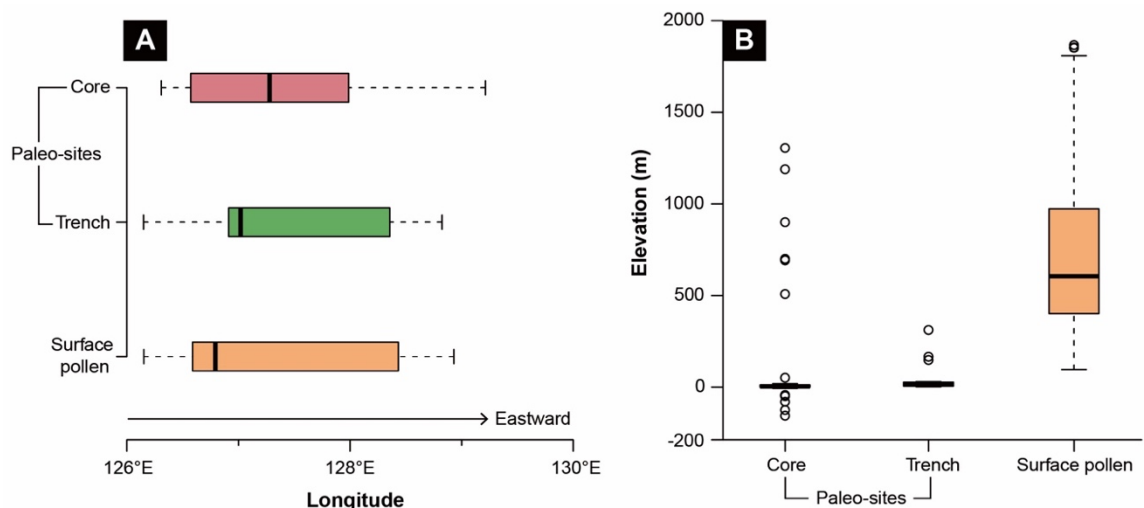 A
Core
Paleo-sites
Trench
Surface
pollen
Eastward
126°E
128°E
130°E
Longitude
B
2000
1500
1000
500
0
-200
Elevation (m)
Core
Trench
Surface pollen
Paleo-sites